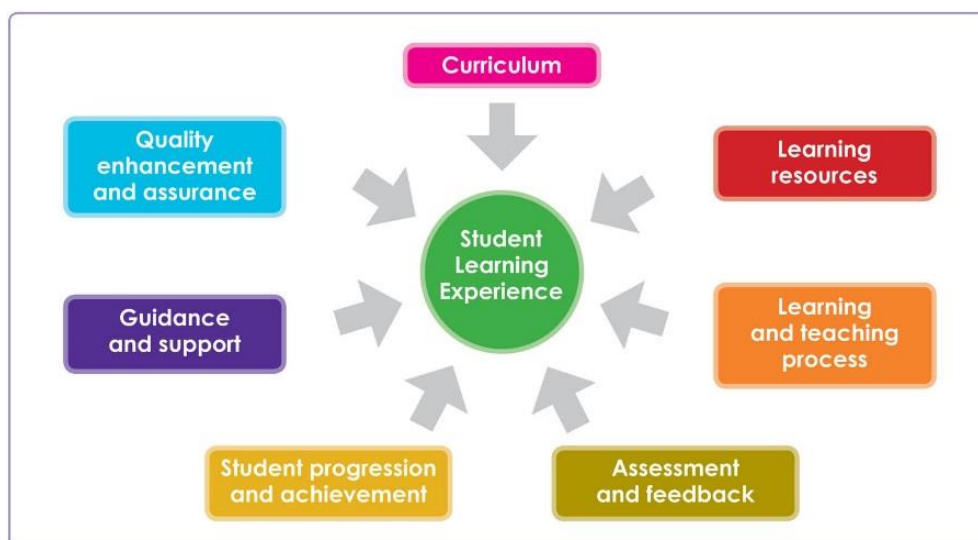 Curriculum
Quality
enhancement
and assurance
Learning
resources
Student
Learning
Experience
Guidance
and support
Learning
and teaching
process
Student progression
and achievement
Assessment
and feedback